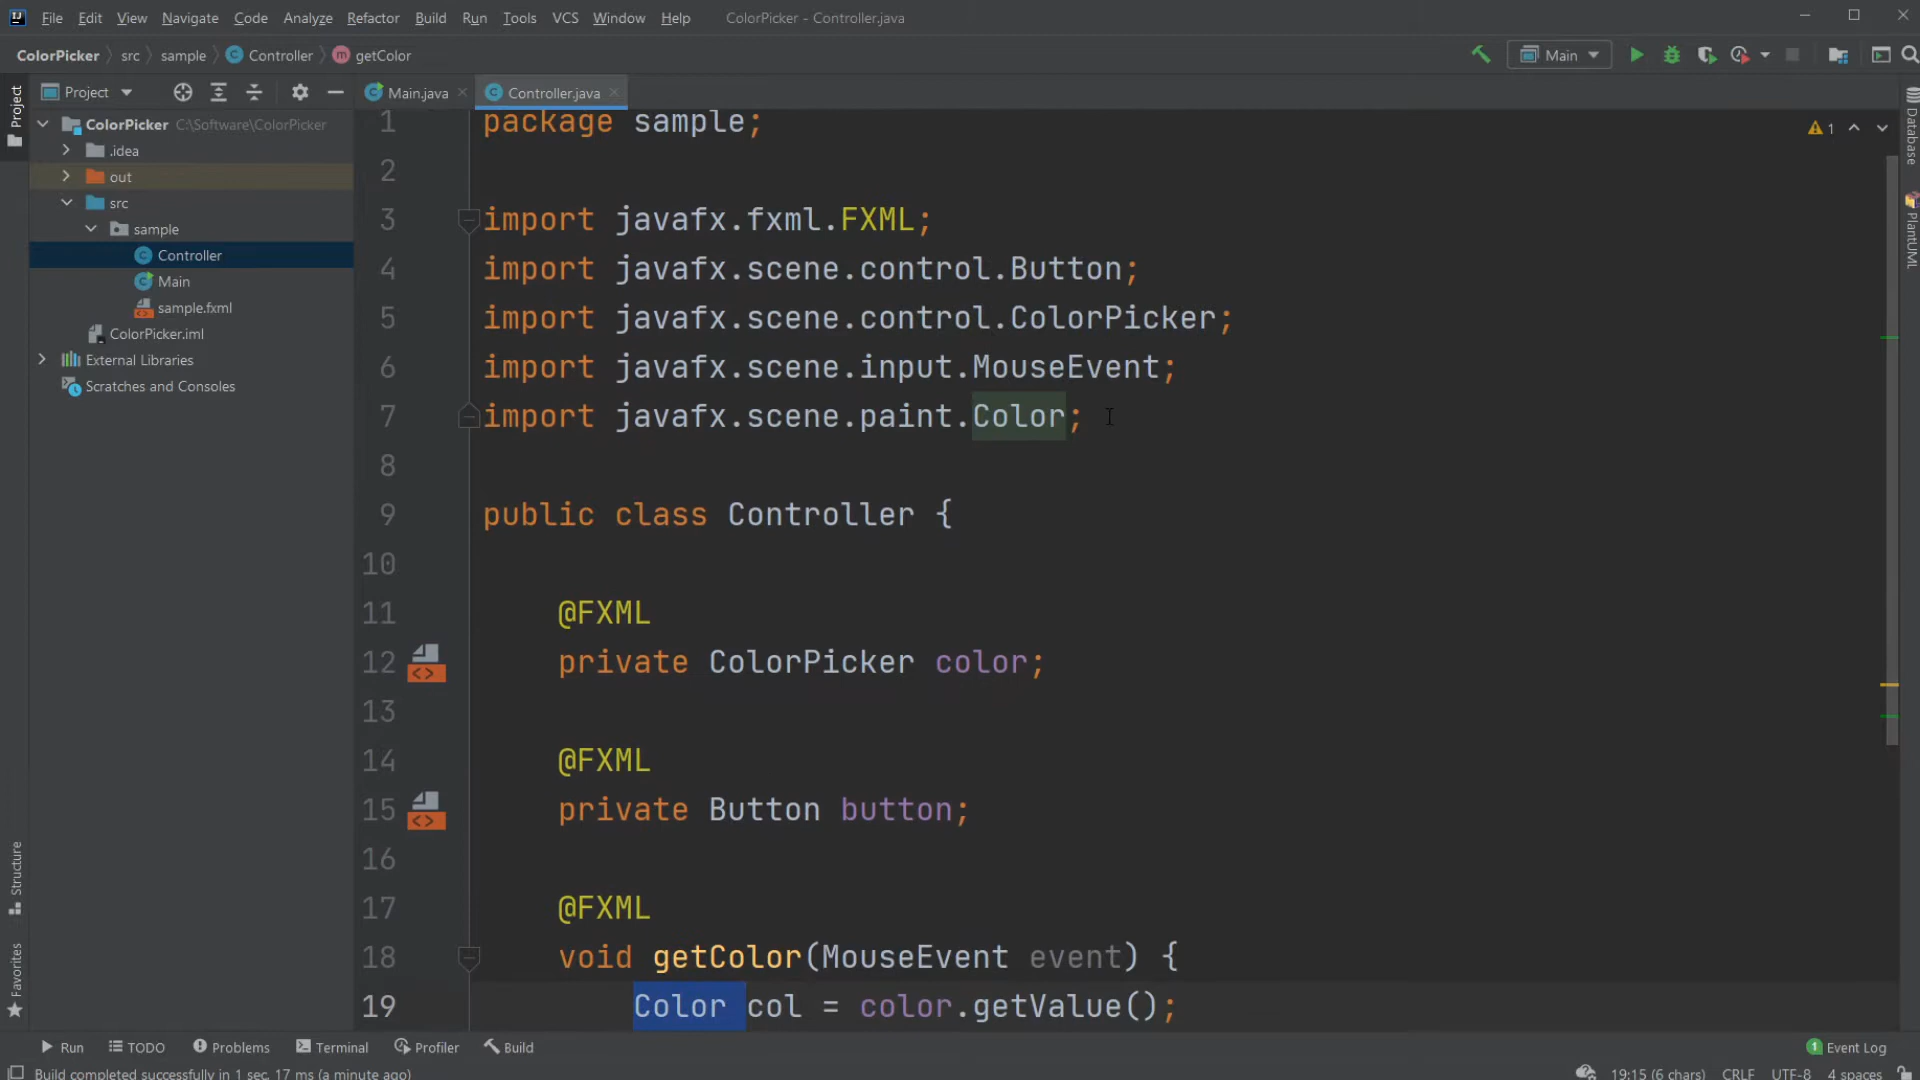 File Edit View Navigate Code Analyze Refactor Build Run Tools VCS Window Help ColorPicker - Controller.java
ColorPicker src sample Controller getColor Main
Project
Project
Main.java
Controller.java
ColorPicker C:\Software\ColorPicker
.idea
out
src
sample
Controller
Main
sample.fxml
ColorPicker.iml
External Libraries
Scratches and Consoles
Structure
Favorites
1 package sample;
2
3 import javafx.fxml.FXML;
4 import javafx.scene.control.Button;
5 import javafx.scene.control.ColorPicker;
6 import javafx.scene.input.MouseEvent;
7 import javafx.scene.paint.Color;
8
9 public class Controller {
10
11 @FXML
12 private ColorPicker color;
13
14 @FXML
15 private Button button;
16
17 @FXML
18 void getColor(MouseEvent event) {
19 Color col = color.getValue();
1
Database
PlantUML
Run TODO Problems Terminal Profiler Build 1 Event Log
Build completed successfully in 1 sec, 17 ms (a minute ago) 19:15 (6 chars) CRLF UTF-8 4 spaces